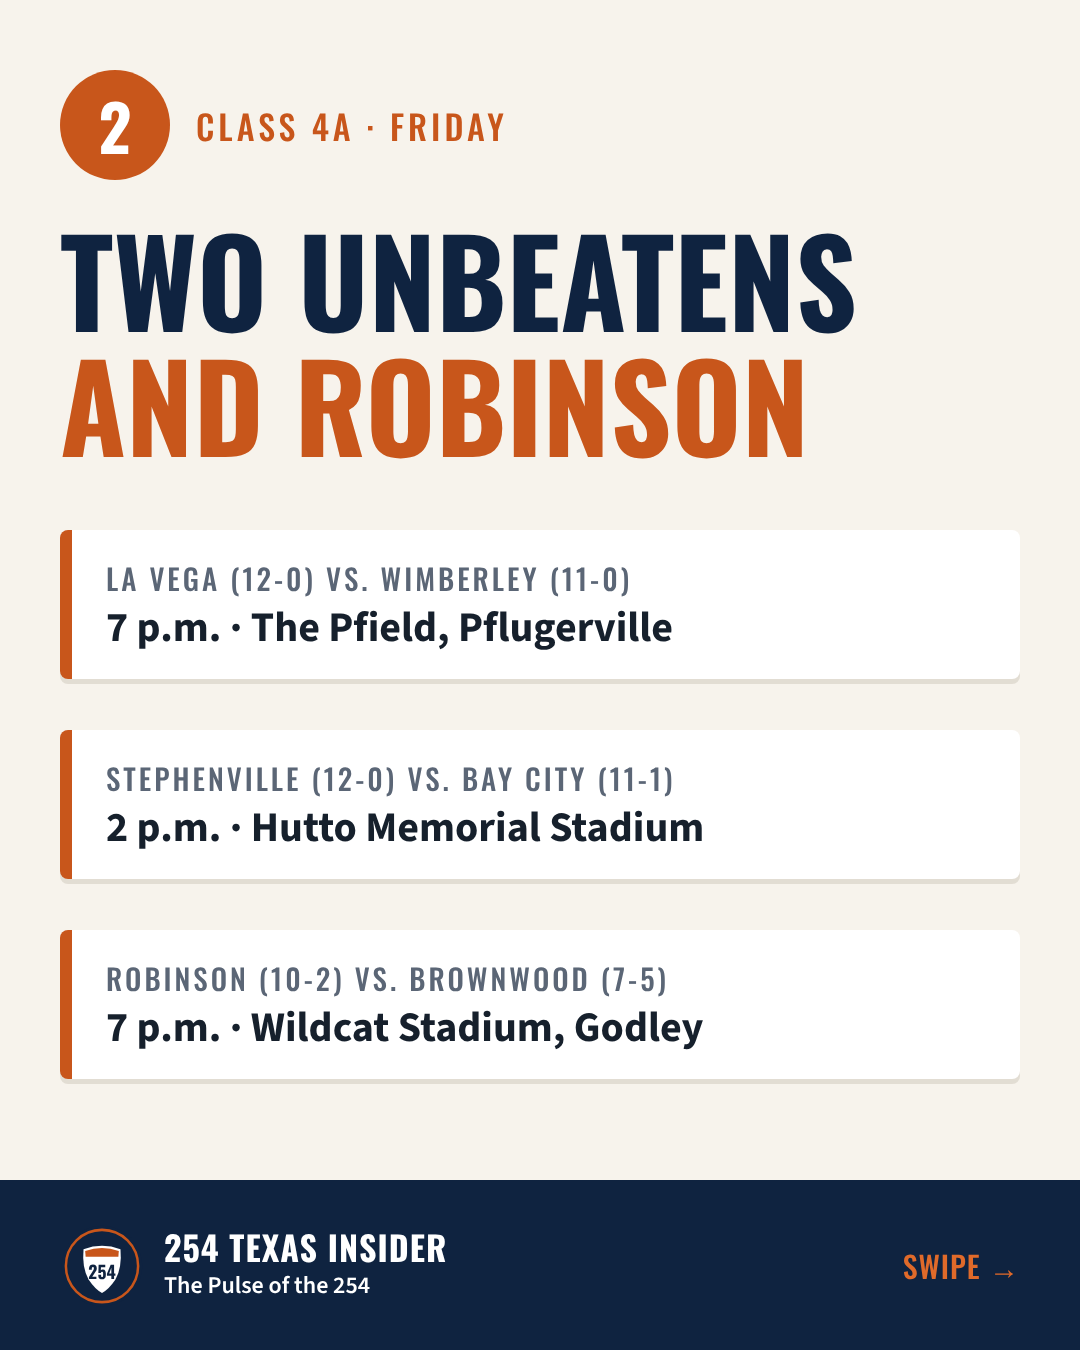 2
CLASS 4A · FRIDAY
TWO UNBEATENS
AND ROBINSON
LA VEGA (12-0) VS. WIMBERLEY (11-0)
7 p.m. · The Pfield, Pflugerville
STEPHENVILLE (12-0) VS. BAY CITY (11-1)
2 p.m. · Hutto Memorial Stadium
ROBINSON (10-2) VS. BROWNWOOD (7-5)
7 p.m. · Wildcat Stadium, Godley
254
254 TEXAS INSIDER
The Pulse of the 254
SWIPE →